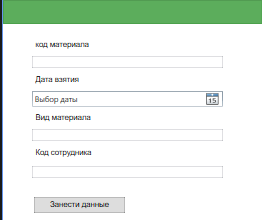 код материала
Дата взятия
Выбор даты
15
Вид материала
Код сотрудника
Занести данные